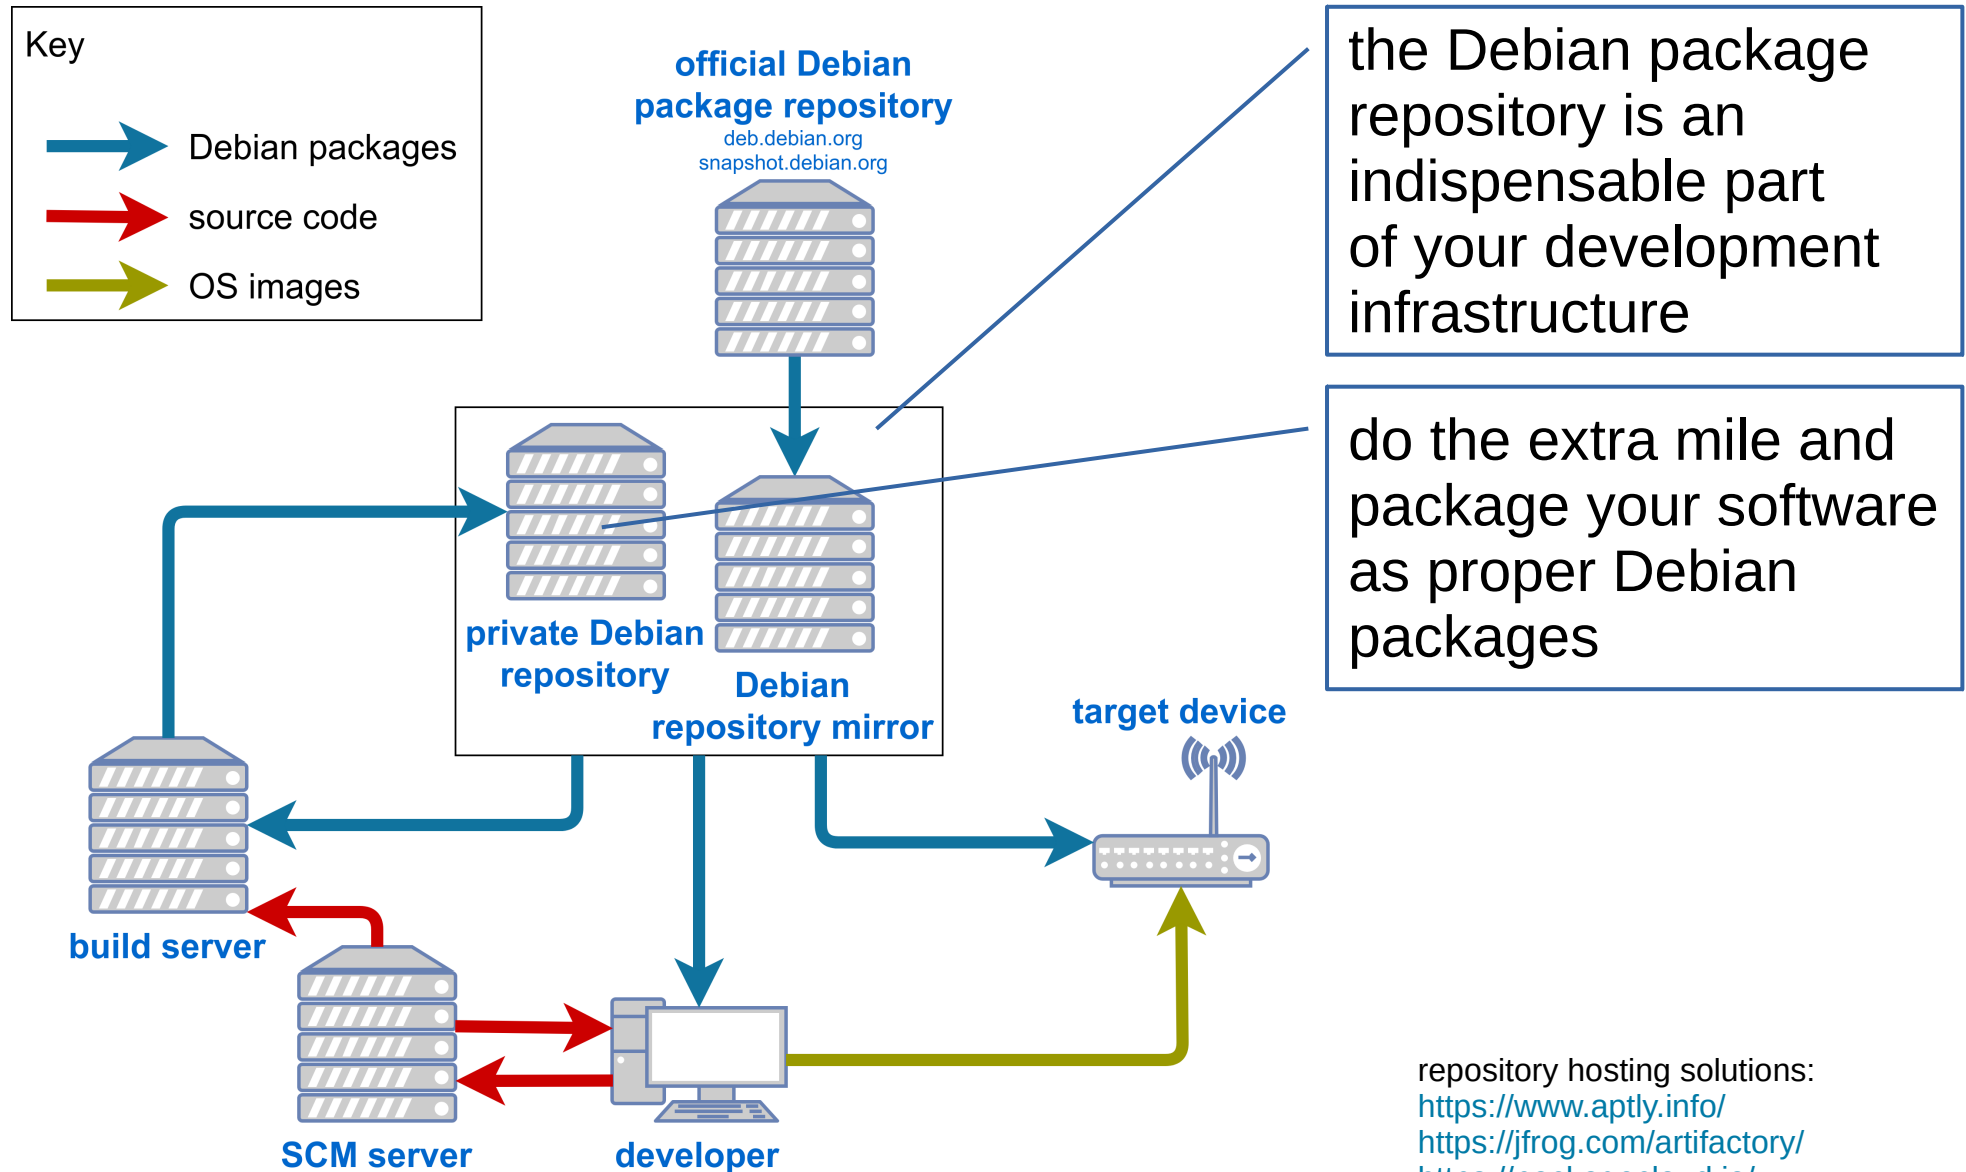 Key
Debian packages
source code
OS images
official Debian
package repository
deb.debian.org
snapshot.debian.org
the Debian package
repository is an
indispensable part
of your development
infrastructure
do the extra mile and
package your software
as proper Debian
packages
private Debian
repository
Debian
repository mirror
target device
build server
SCM server
developer
repository hosting solutions:
https://www.aptly.info/
https://jfrog.com/artifactory/